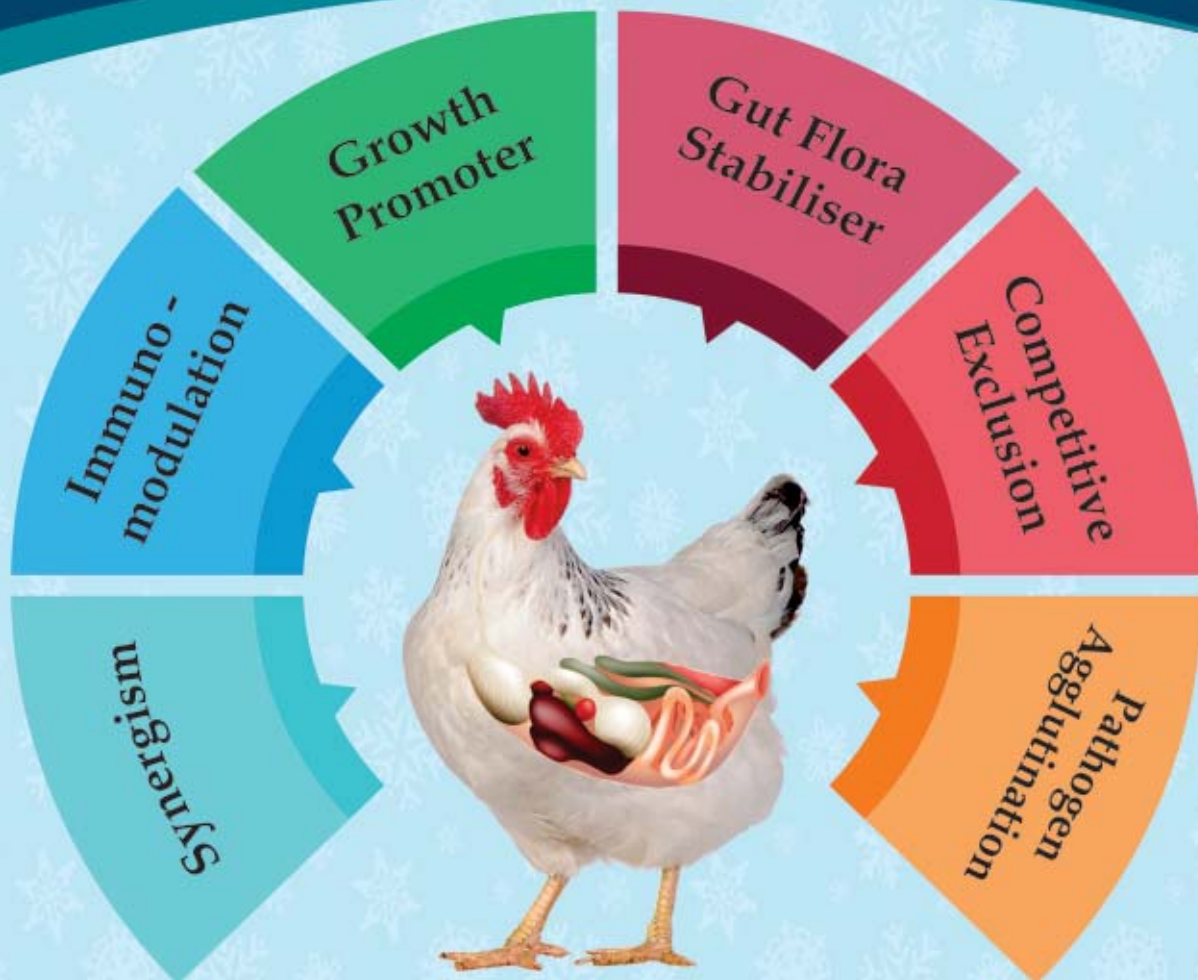 Synergism
Immuno -
modulation
Growth
Promoter
Gut Flora
Stabiliser
Competitive
Exclusion
Pathogen
Agglutination